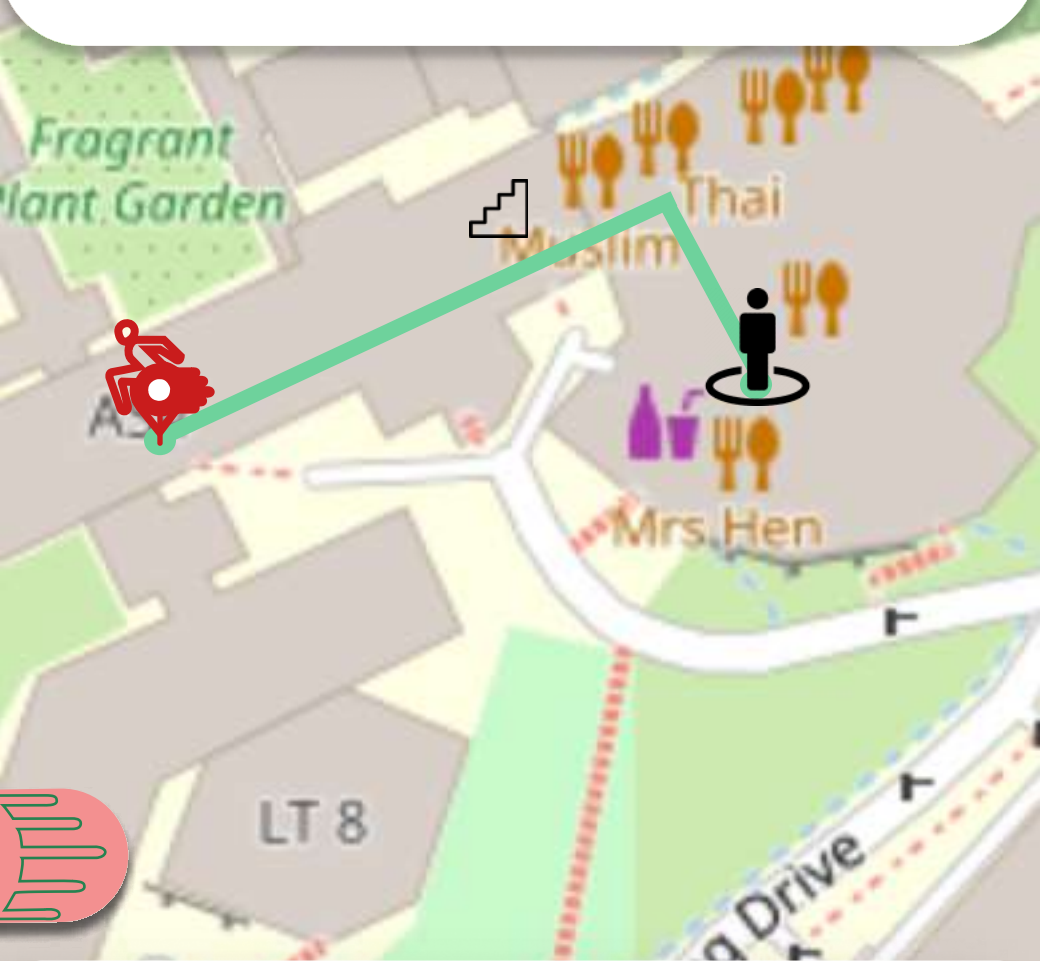 Fragrant
Plant Garden
Thai
Muslim
Mrs Hen
LT 8
g Drive